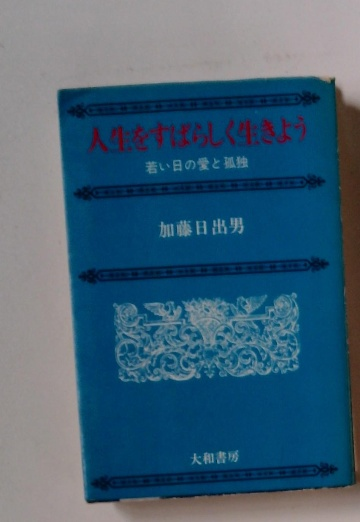 人生をすばらしく生きよう
若い日の愛と孤独
加藤日出男
大和書房